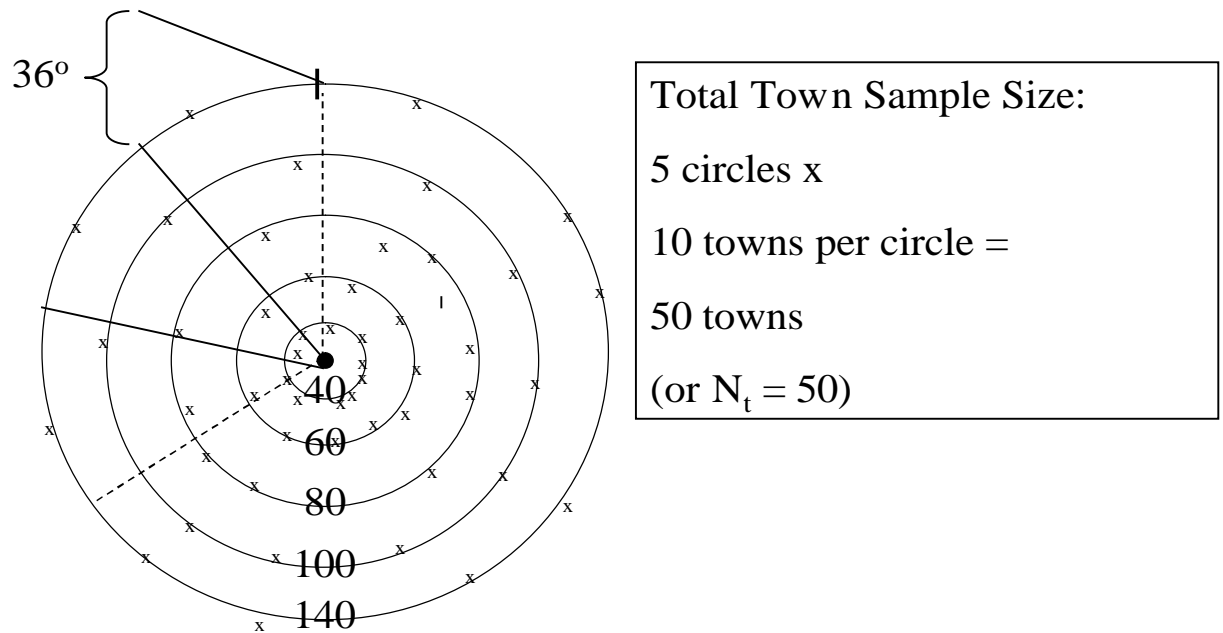 36º
40
60
80
100
140
Total Town Sample Size:
5 circles x
10 towns per circle =
50 towns
(or Nt = 50)